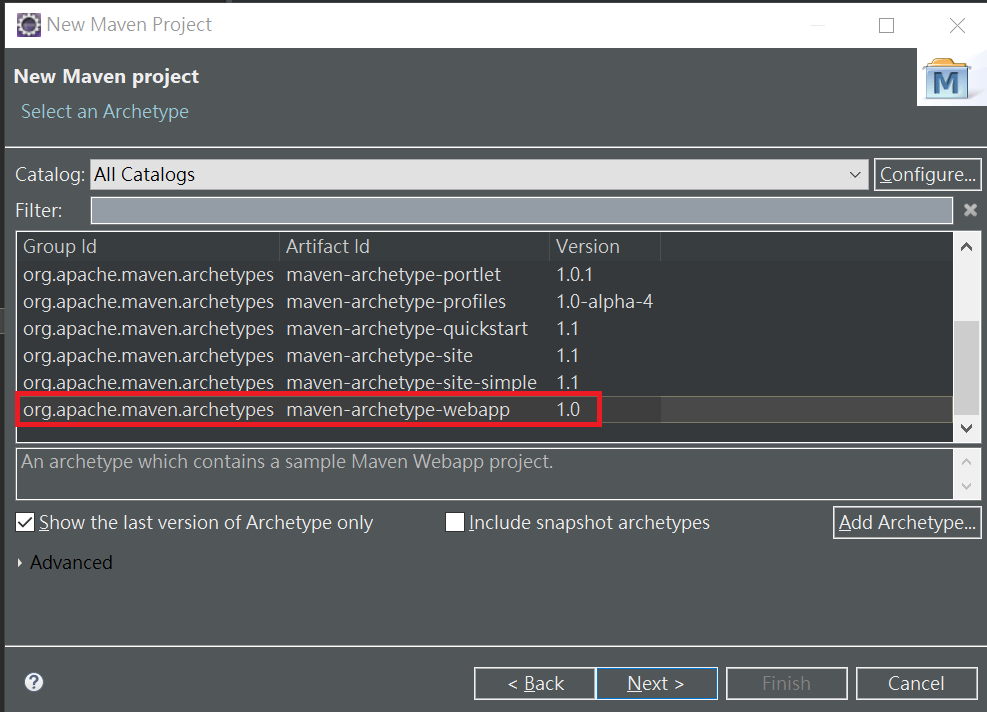 New Maven Project
New Maven project
M
Select an Archetype
Catalog: All Catalogs Configure...
Filter:
Group Id Artifact Id Version
org.apache.maven.archetypes maven-archetype-portlet 1.0.1
org.apache.maven.archetypes maven-archetype-profiles 1.0-alpha-4
org.apache.maven.archetypes maven-archetype-quickstart 1.1
org.apache.maven.archetypes maven-archetype-site 1.1
org.apache.maven.archetypes maven-archetype-site-simple 1.1
org.apache.maven.archetypes maven-archetype-webapp 1.0
An archetype which contains a sample Maven Webapp project.
Show the last version of Archetype only Include snapshot archetypes Add Archetype...
Advanced
? < Back Next > Finish Cancel